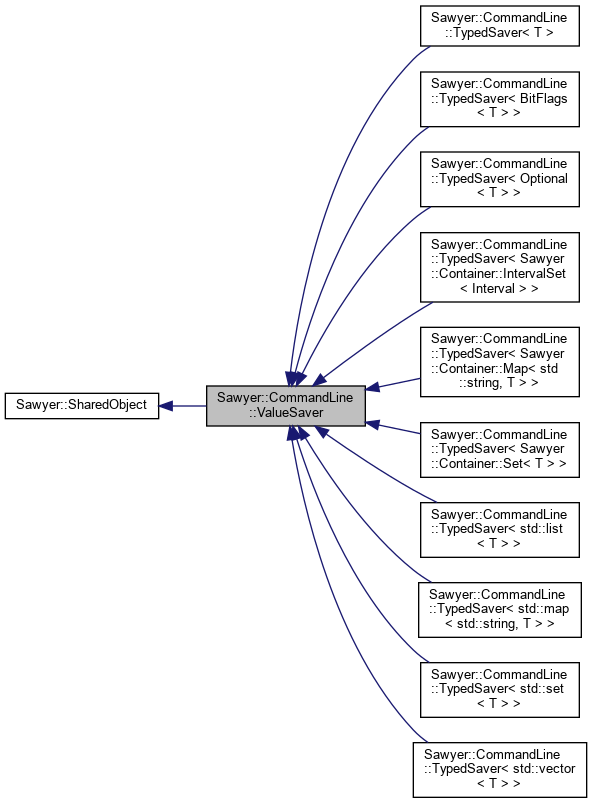 Sawyer::SharedObject
Sawyer::CommandLine
::ValueSaver
Sawyer::CommandLine
::TypedSaver< T >
Sawyer::CommandLine
::TypedSaver< BitFlags
< T > >
Sawyer::CommandLine
::TypedSaver< Optional
< T > >
Sawyer::CommandLine
::TypedSaver< Sawyer
::Container::IntervalSet
< Interval > >
Sawyer::CommandLine
::TypedSaver< Sawyer
::Container::Map< std
::string, T > >
Sawyer::CommandLine
::TypedSaver< Sawyer
::Container::Set< T > >
Sawyer::CommandLine
::TypedSaver< std::list
< T > >
Sawyer::CommandLine
::TypedSaver< std::map
< std::string, T > >
Sawyer::CommandLine
::TypedSaver< std::set
< T > >
Sawyer::CommandLine
::TypedSaver< std::vector
< T > >